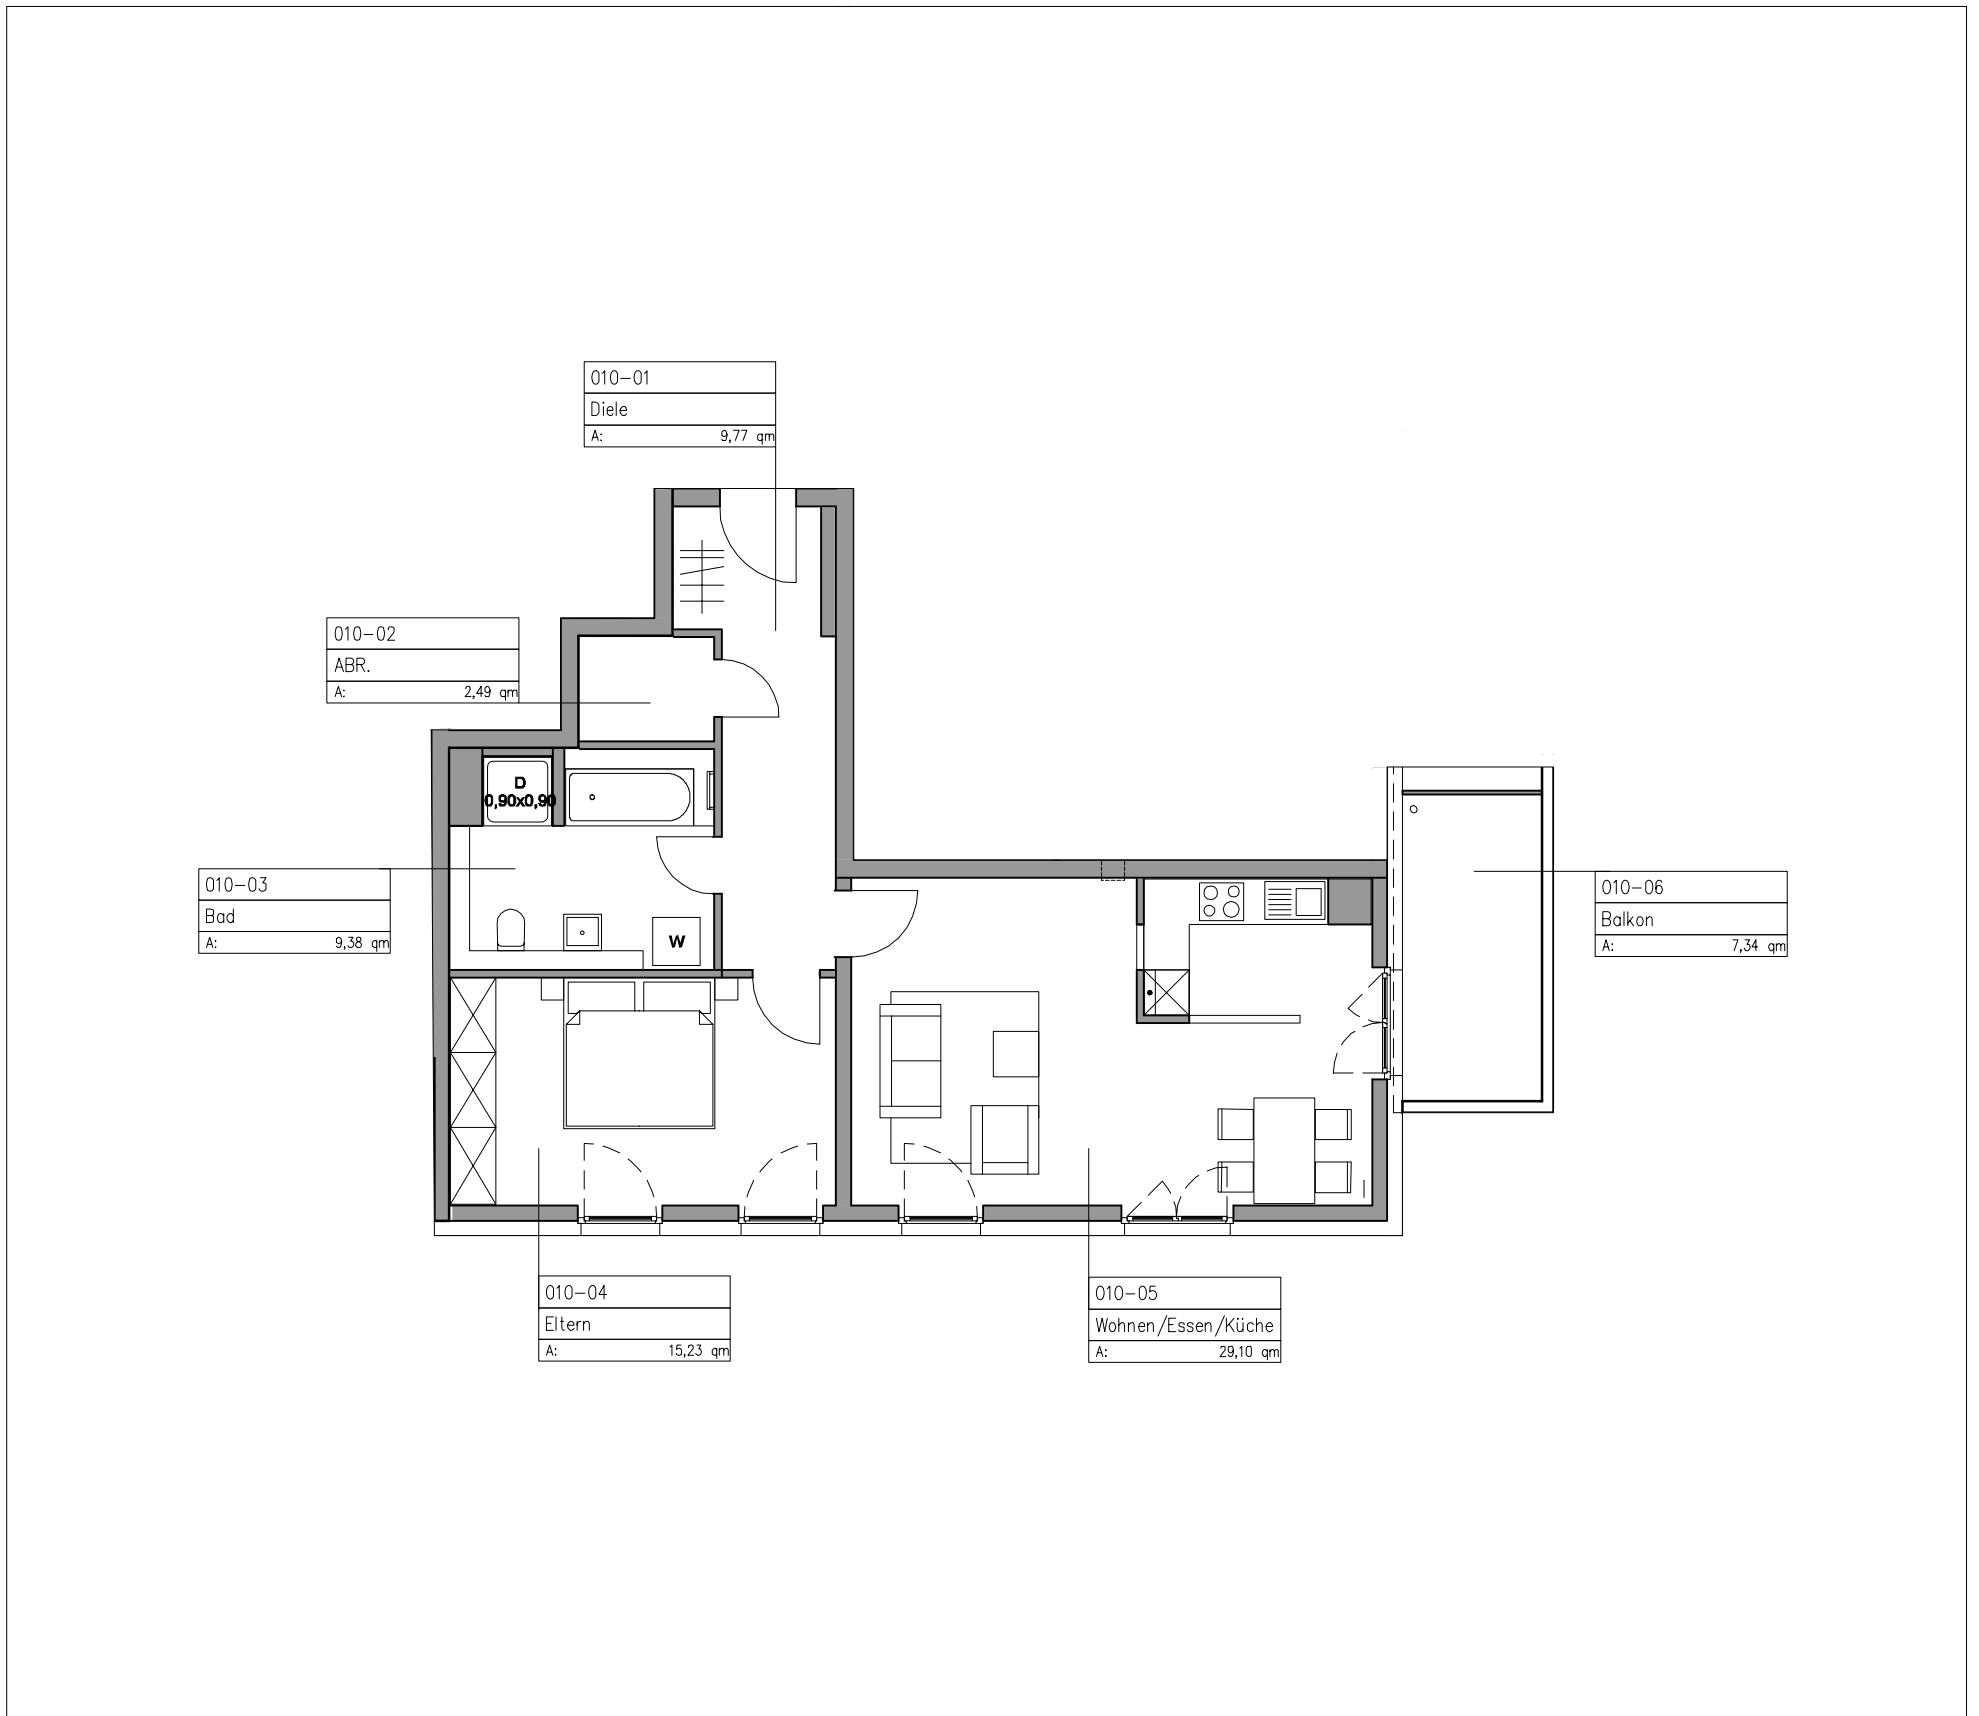 010-01
Diele
A: 9,77 qm
010-02
ABR.
A: 2,49 qm
D
0,90x0,90
010-03
Bad
A: 9,38 qm
W
010-06
Balkon
A: 7,34 qm
010-04
Eltern
A: 15,23 qm
010-05
Wohnen/Essen/Küche
A: 29,10 qm